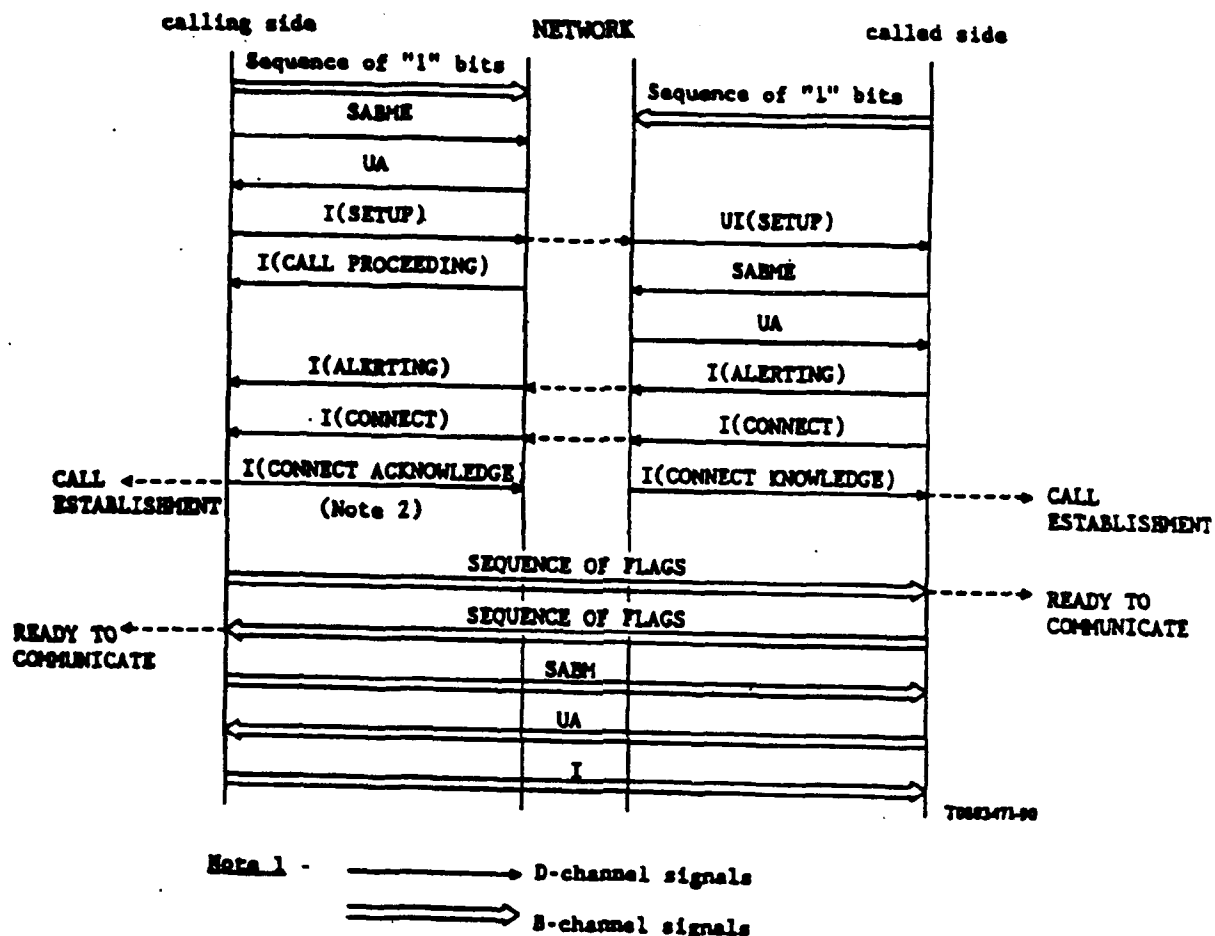 calling side NETWORK called side
Sequence of "1" bits
Sequence of "1" bits
SABME
UA
I(SETUP) UI(SETUP)
I(CALL PROCEEDING) SABME
UA
I(ALERTING) I(ALERTING)
I(CONNECT) I(CONNECT)
CALL ESTABLISHMENT
I(CONNECT ACKNOWLEDGE)
(Note 2)
I(CONNECT KNOWLEDGE)
CALL ESTABLISHMENT
SEQUENCE OF FLAGS
READY TO COMMUNICATE
SEQUENCE OF FLAGS
READY TO COMMUNICATE
SABM
UA
I
Note 1 - D-channel signals
B-channel signals